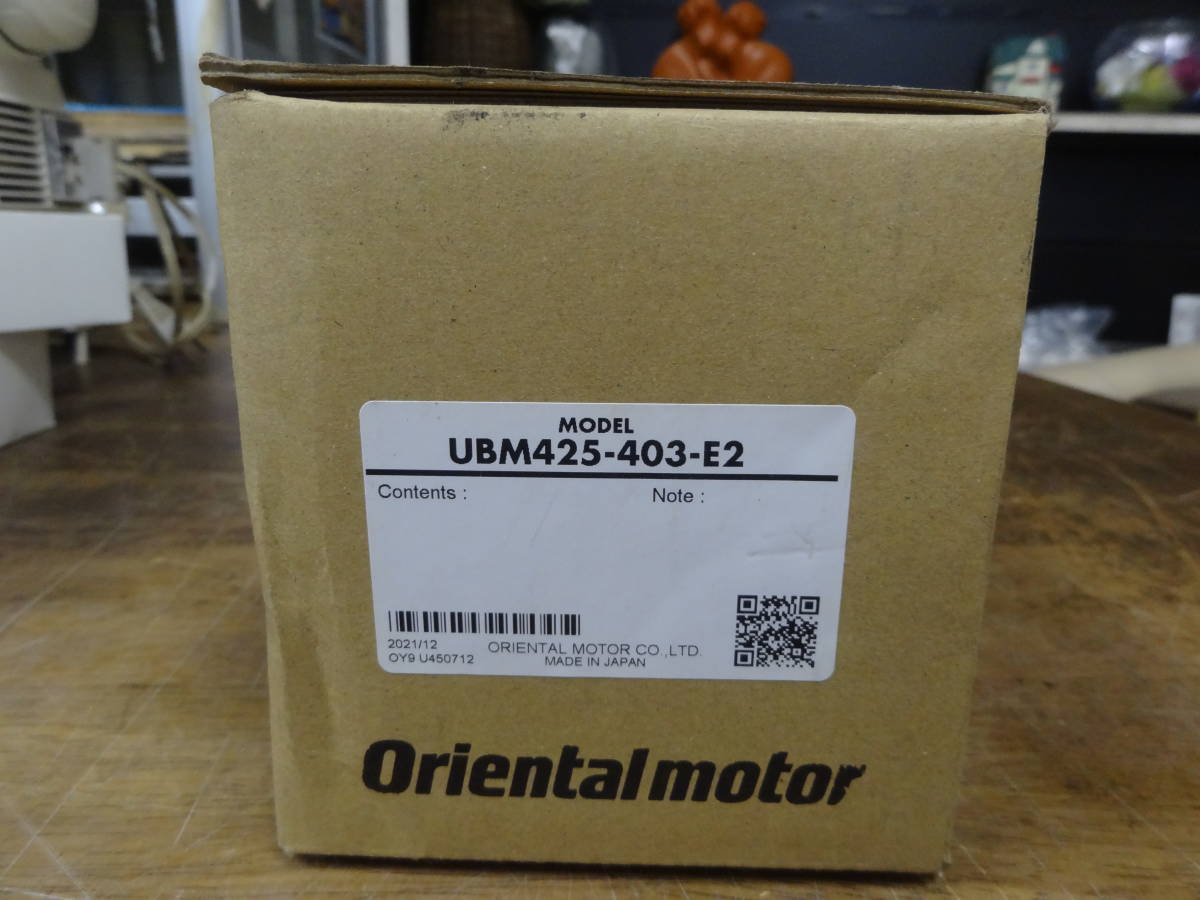 MODEL
UBM425-403-E2
Contents :
Note :
2021/12
OY9 U450712
ORIENTAL MOTOR CO.,LTD.
MADE IN JAPAN
Orientalmotor